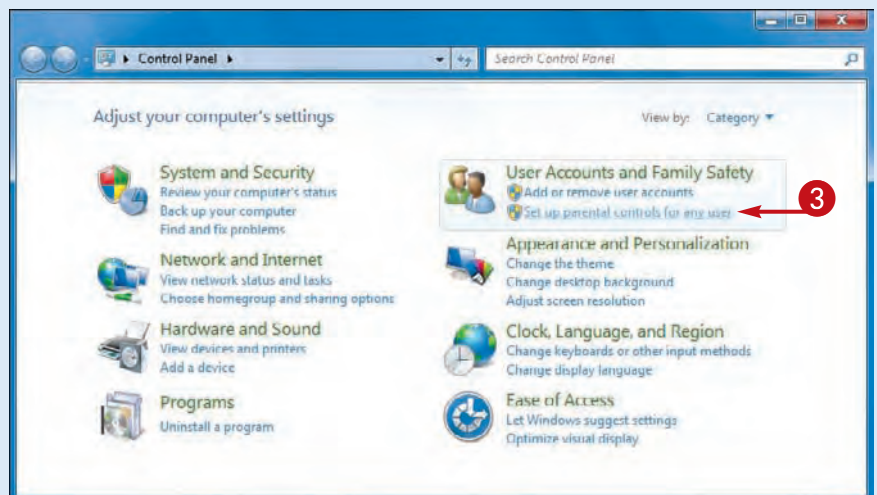 Control Panel
Search Control Panel
Adjust your computer's settings
View by: Category
System and Security
Review your computer's status
Back up your computer
Find and fix problems
Network and Internet
View network status and tasks
Choose homegroup and sharing options
Hardware and Sound
View devices and printers
Add a device
Programs
Uninstall a program
User Accounts and Family Safety
Add or remove user accounts
Set up parental controls for any user
3
Appearance and Personalization
Change the theme
Change desktop background
Adjust screen resolution
Clock, Language, and Region
Change keyboards or other input methods
Change display language
Ease of Access
Let Windows suggest settings
Optimize visual display